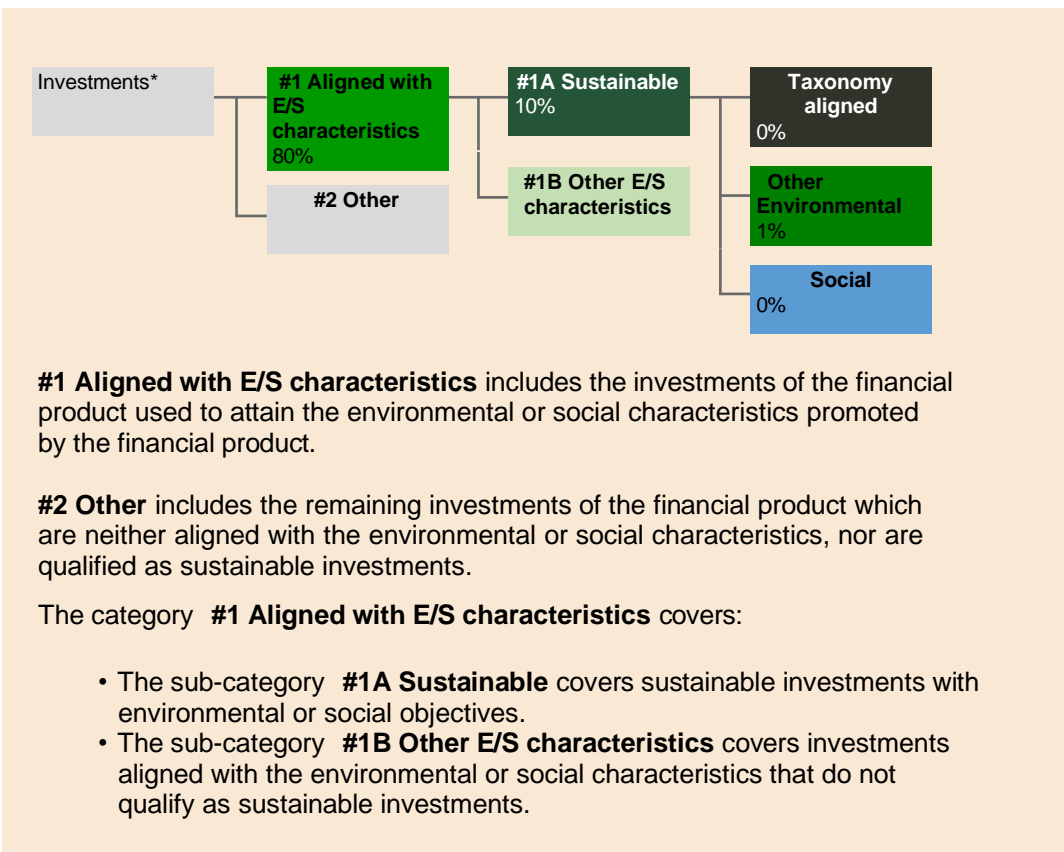 Investments*
#1 Aligned with
E/S
characteristics
80%
#2 Other
#1A Sustainable
10%
#1B Other E/S
characteristics
Taxonomy
aligned
0%
Other
Environmental
1%
Social
0%
#1 Aligned with E/S characteristics includes the investments of the financial
product used to attain the environmental or social characteristics promoted
by the financial product.
#2 Other includes the remaining investments of the financial product which
are neither aligned with the environmental or social characteristics, nor are
qualified as sustainable investments.
The category #1 Aligned with E/S characteristics covers:
• The sub-category #1A Sustainable covers sustainable investments with
environmental or social objectives.
• The sub-category #1B Other E/S characteristics covers investments
aligned with the environmental or social characteristics that do not
qualify as sustainable investments.